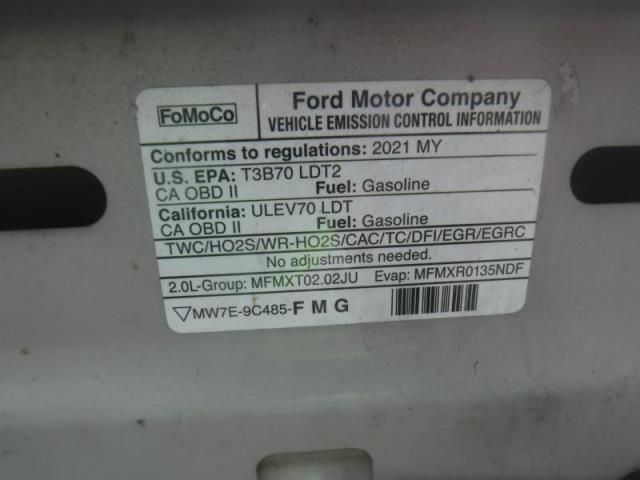 FoMoCo
Ford Motor Company
VEHICLE EMISSION CONTROL INFORMATION
Conforms to regulations: 2021 MY
U.S. EPA: T3B70 LDT2
CA OBD II Fuel: Gasoline
California: ULEV70 LDT
CA OBD II Fuel: Gasoline
TWC/HO2S/WR-HO2S/CAC/TC/DFI/EGR/EGRC
No adjustments needed.
2.0L-Group: MFMXT02.02JU Evap: MFMXR0135NDF
MW7E-9C485-F M G